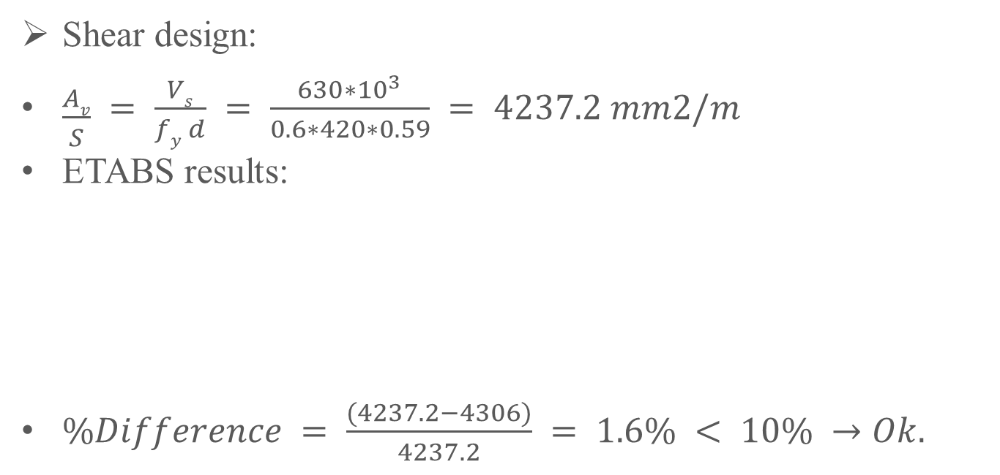 ➢ Shear design:
• A_v/S = V_s/(f_y d) = 630*10^3/(0.6*420*0.59) = 4237.2 mm2/m
• ETABS results:
• %Difference = (4237.2−4306)/4237.2 = 1.6% < 10% → Ok.